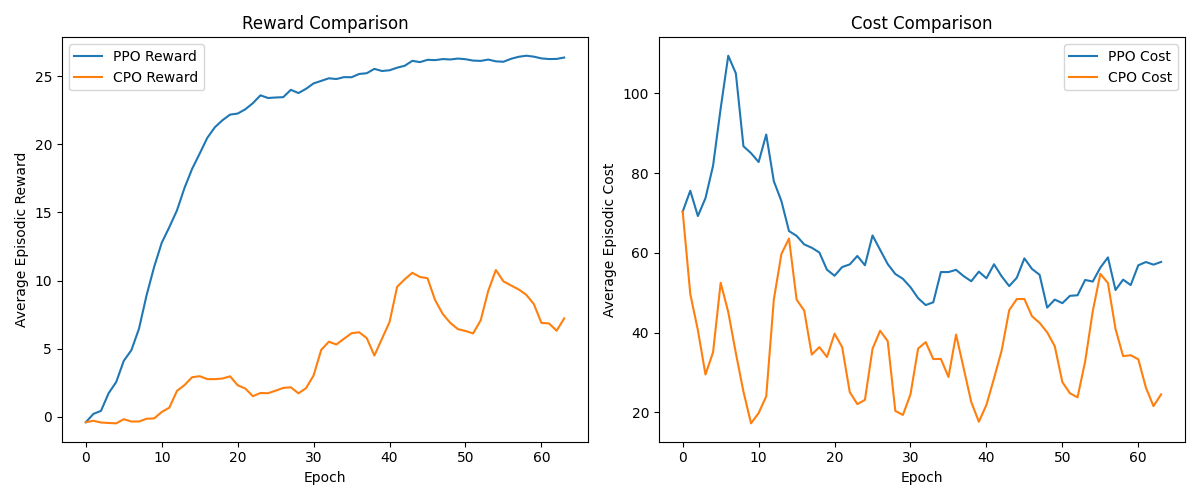 Reward Comparison
PPO Reward
CPO Reward
Average Episodic Reward
25
20
15
10
5
0
0 10 20 30 40 50 60
Epoch
Cost Comparison
PPO Cost
CPO Cost
Average Episodic Cost
100
80
60
40
20
0 10 20 30 40 50 60
Epoch